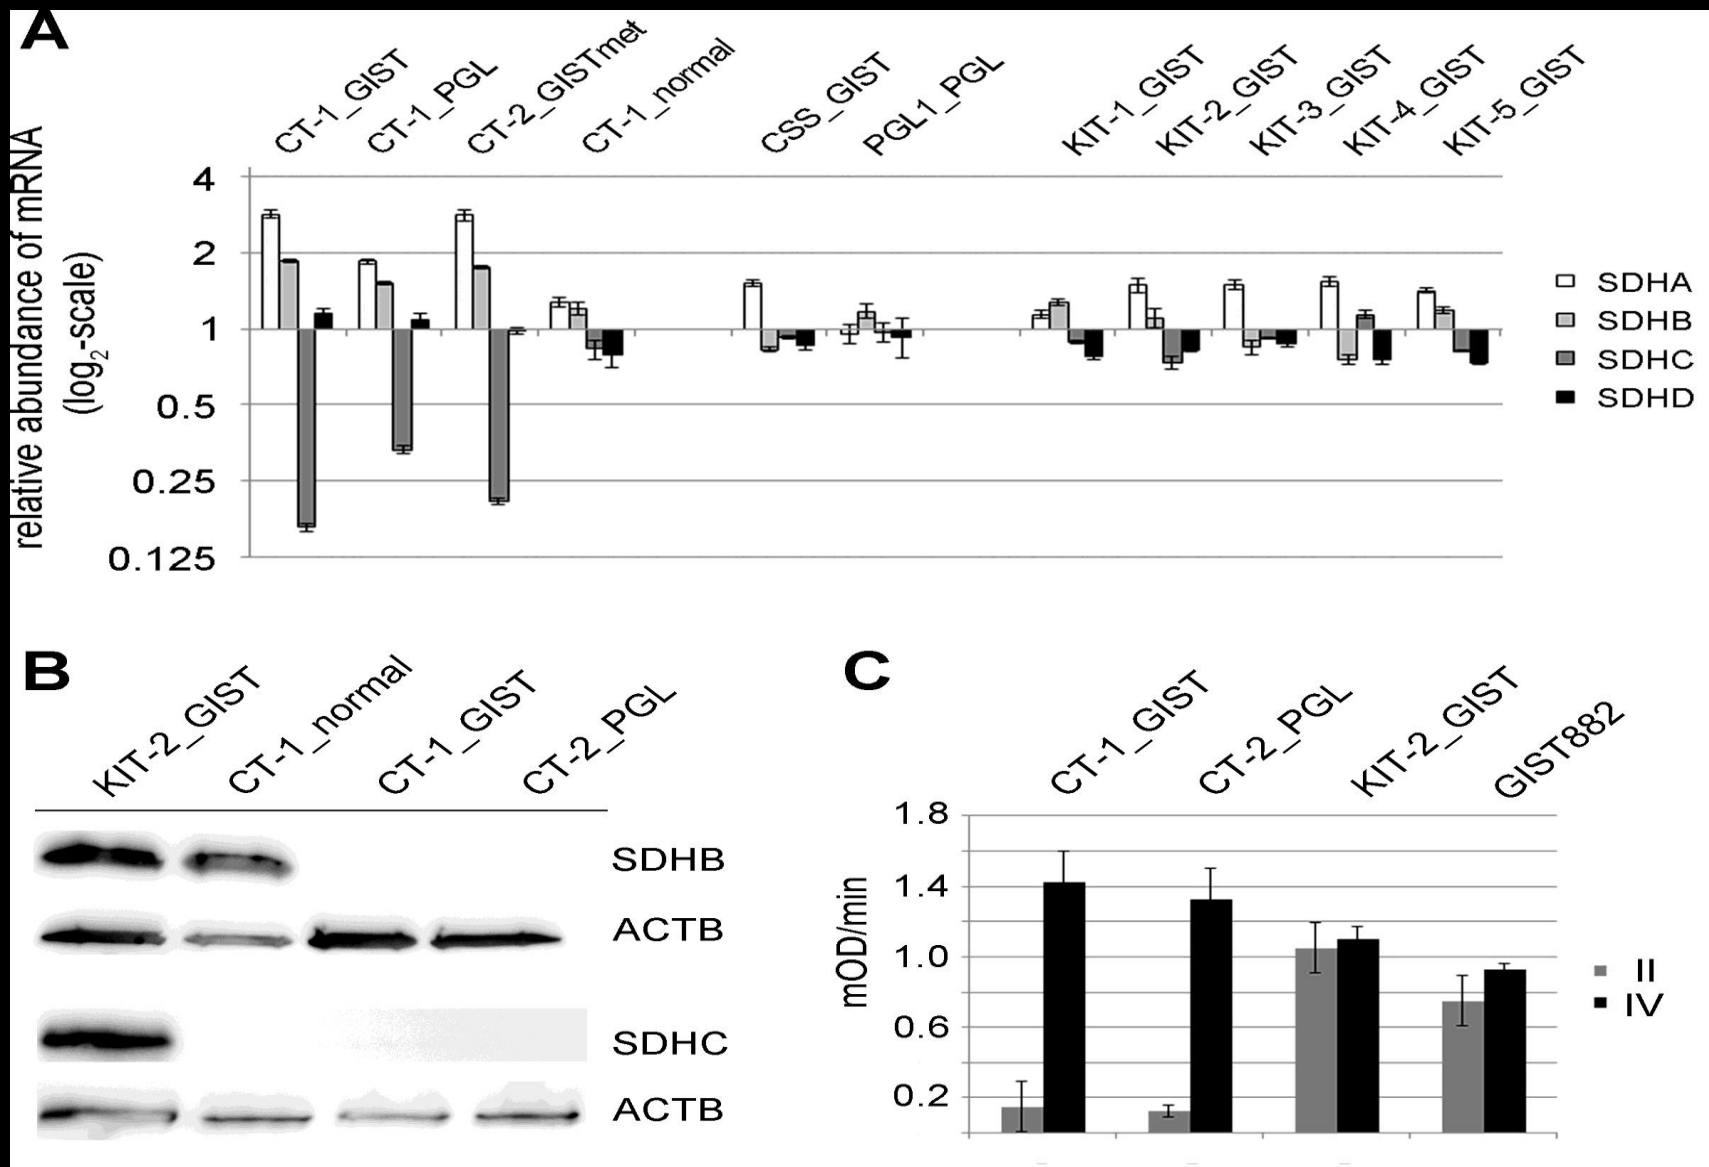 A
CT-1_GIST
CT-1_PGL
CT-2_GISTmet
CT-1_normal
CSS_GIST
PGL1_PGL
KIT-1_GIST
KIT-2_GIST
KIT-3_GIST
KIT-4_GIST
KIT-5_GIST
relative abundance of mRNA
(log2-scale)
4
2
1
0.5
0.25
0.125
SDHA
SDHB
SDHC
SDHD
B
KIT-2_GIST
CT-1_normal
CT-1_GIST
CT-2_PGL
SDHB
ACTB
SDHC
ACTB
C
CT-1_GIST
CT-2_PGL
KIT-2_GIST
GIST882
mOD/min
1.8
1.4
1.0
0.6
0.2
II
IV